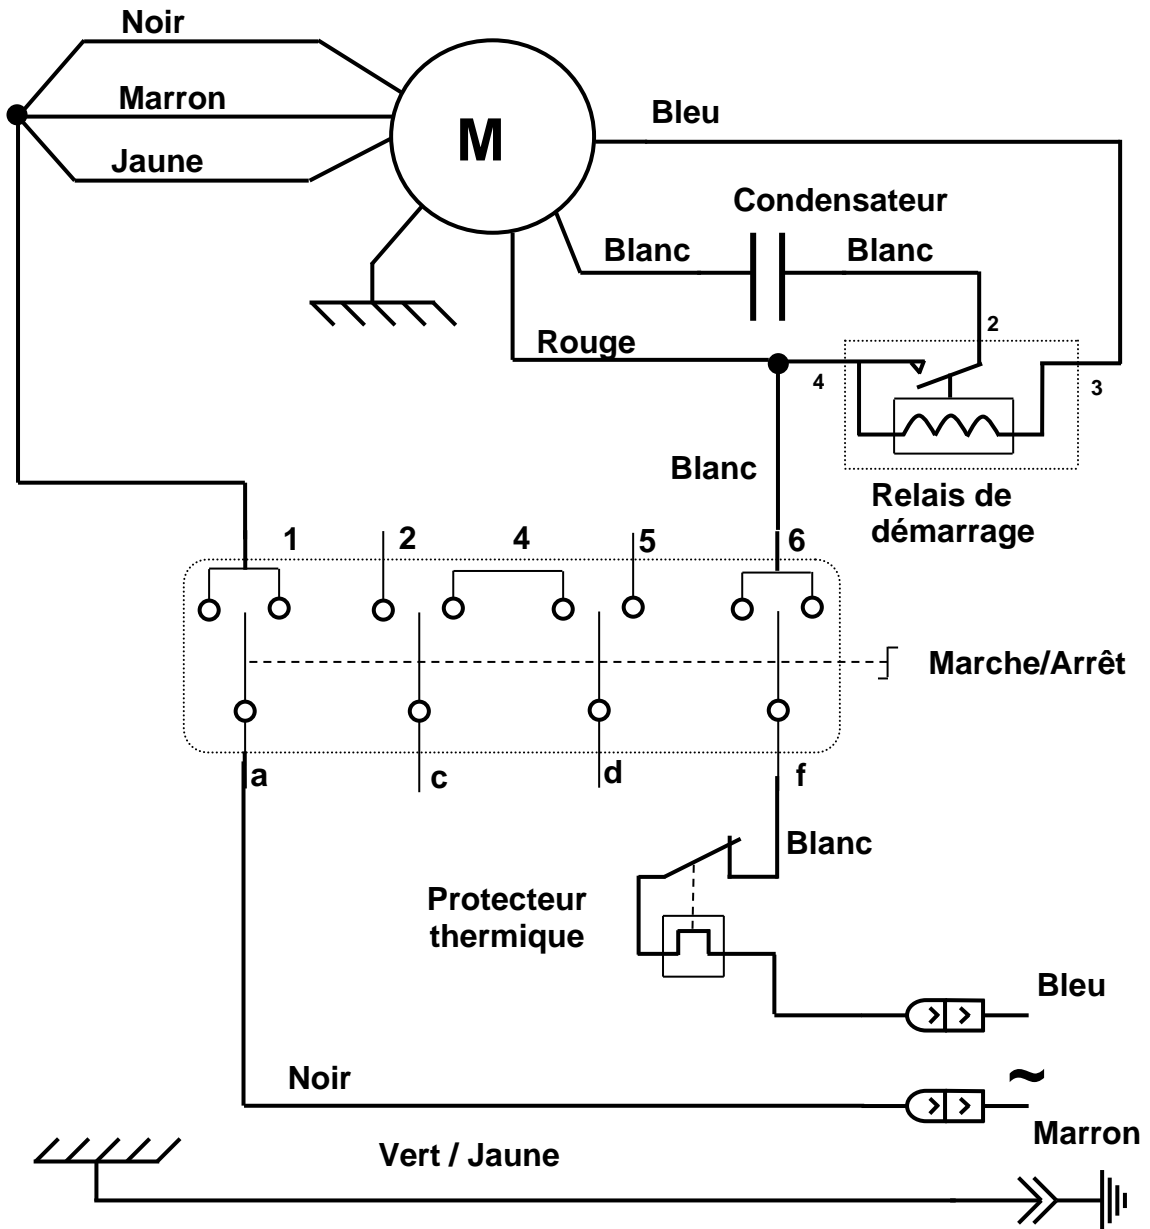 Noir
Marron
M
Bleu
Jaune
Condensateur
Blanc
Blanc
2
Rouge
4
3
Blanc
Relais de
démarrage
1
2
4
5
6
Marche/Arrêt
a
c
d
f
Blanc
Protecteur
thermique
Bleu
Noir
~
Marron
Vert / Jaune